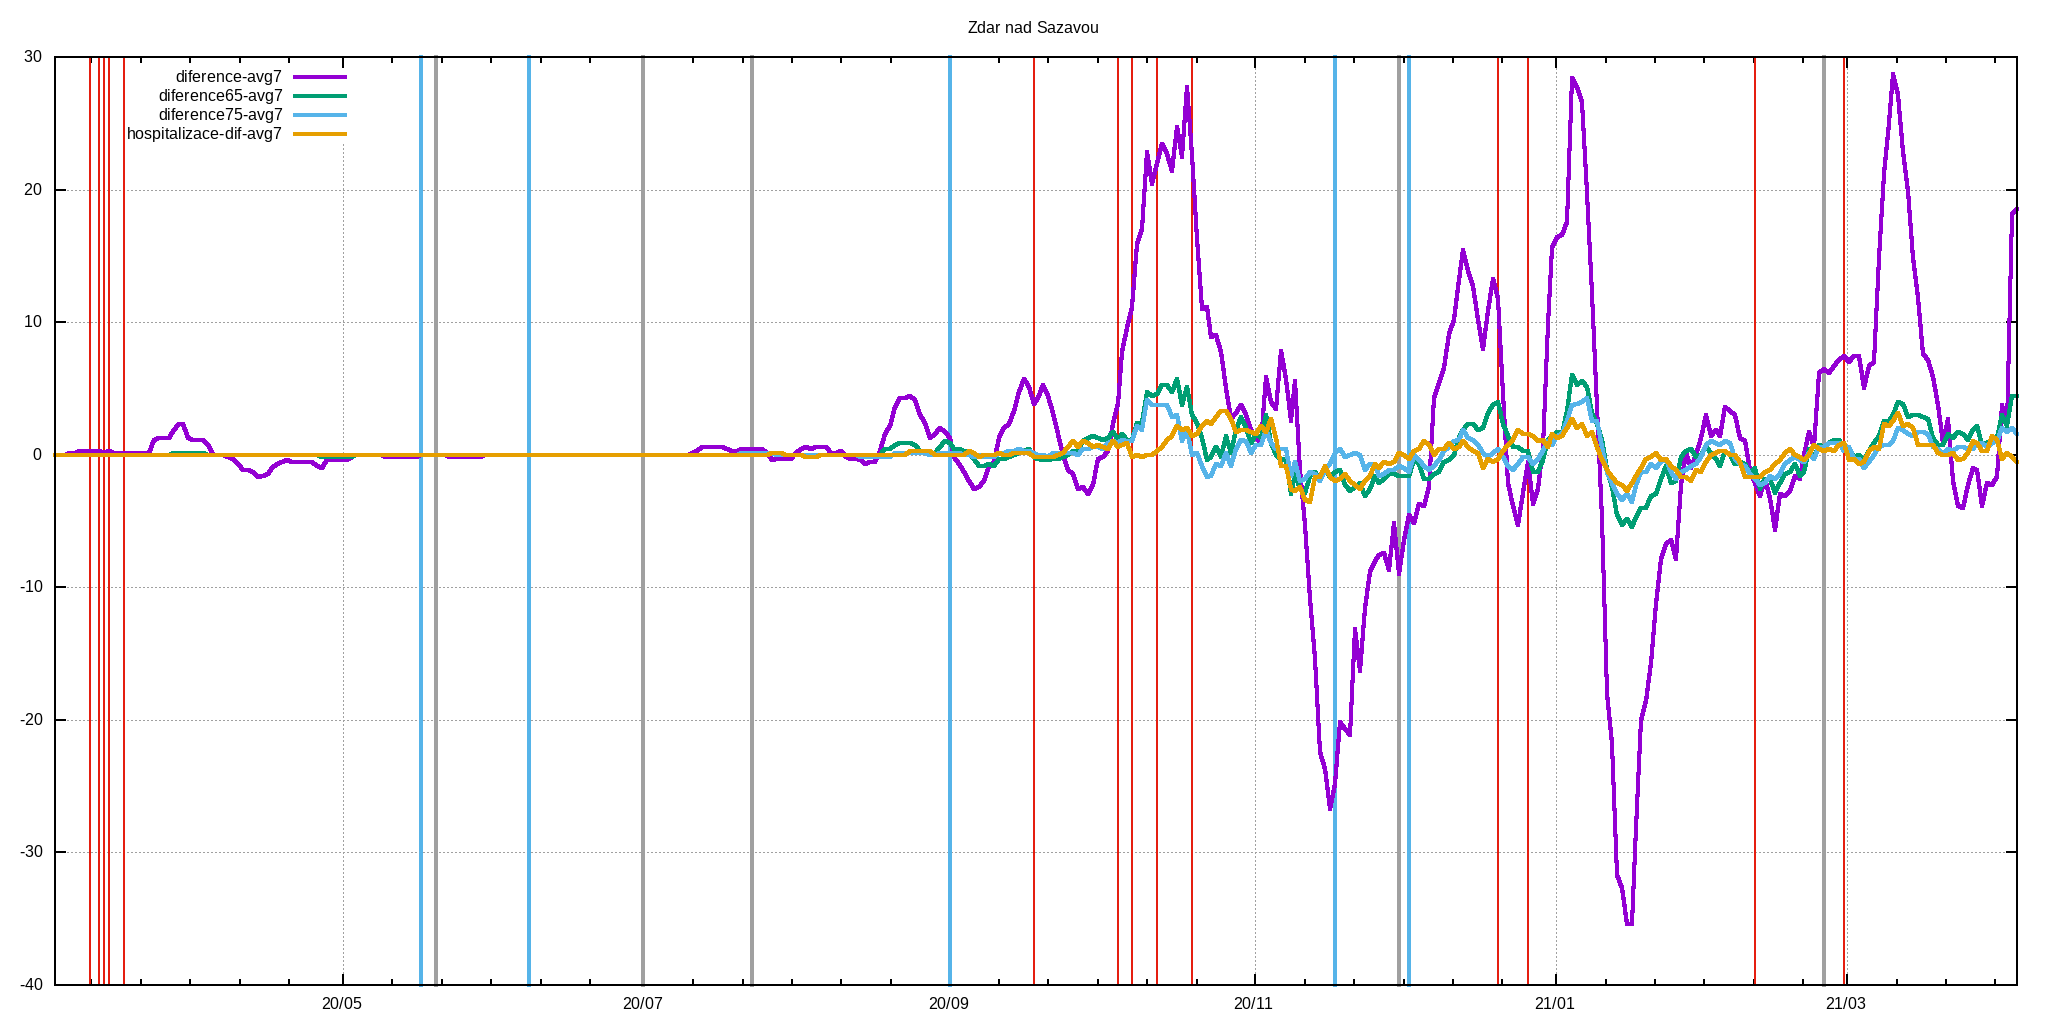 Zdar nad Sazavou
30
20
10
0
-10
-20
-30
-40
diference-avg7
diference65-avg7
diference75-avg7
hospitalizace-dif-avg7
20/05
20/07
20/09
20/11
21/01
21/03